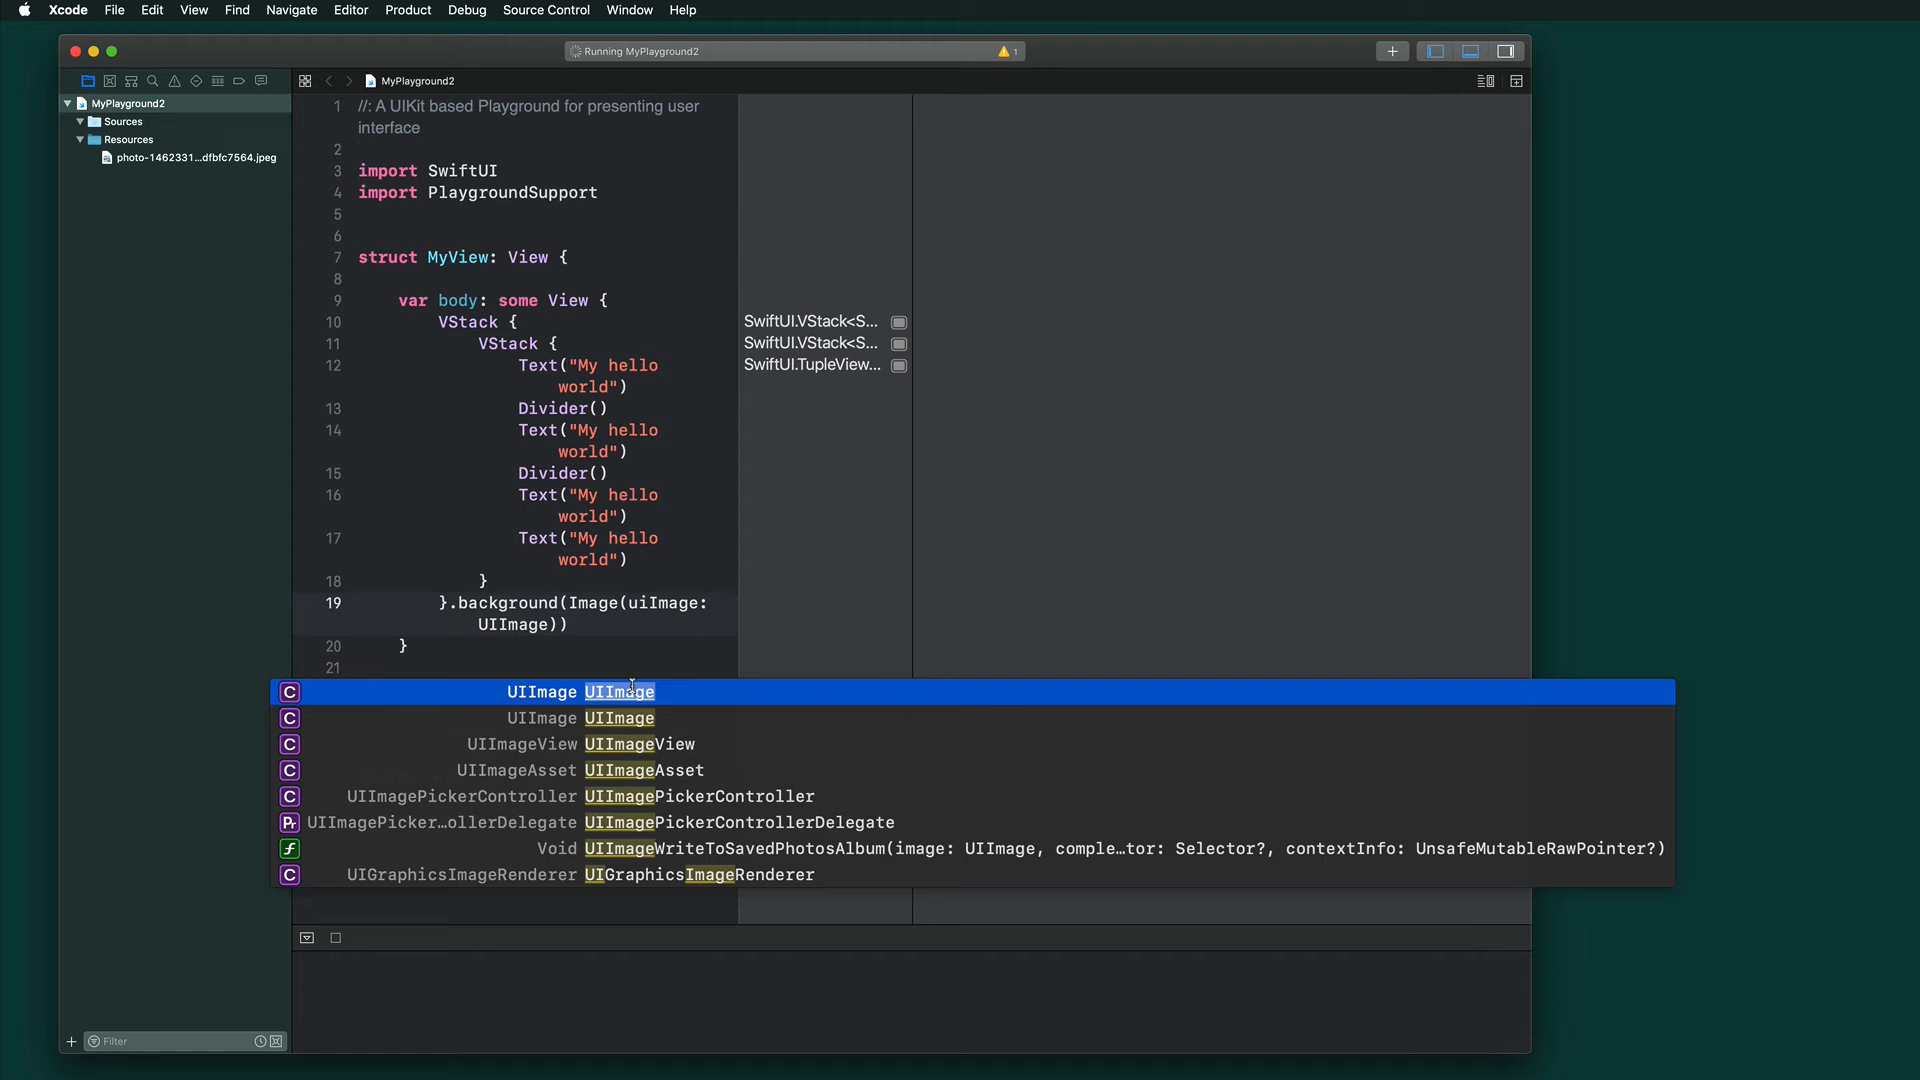 Xcode File Edit View Find Navigate Editor Product Debug Source Control Window Help
Running MyPlayground2
1
MyPlayground2
MyPlayground2
Sources
Resources
photo-1462331...dfbfc7564.jpeg
1 //: A UIKit based Playground for presenting user
interface
2
3 import SwiftUI
4 import PlaygroundSupport
5
6
7 struct MyView: View {
8
9 var body: some View {
10 VStack {
11 VStack {
12 Text("My hello
world")
13 Divider()
14 Text("My hello
world")
15 Divider()
16 Text("My hello
world")
17 Text("My hello
world")
18 }
19 }.background(Image(uiImage:
UIImage))
20 }
21
SwiftUI.VStack<S...
SwiftUI.VStack<S...
SwiftUI.TupleView...
C UIImage UIImage
C UIImage UIImage
C UIImageView UIImageView
C UIImageAsset UIImageAsset
C UIImagePickerController UIImagePickerController
Pr UIImagePicker...ollerDelegate UIImagePickerControllerDelegate
f Void UIImageWriteToSavedPhotosAlbum(image: UIImage, comple…tor: Selector?, contextInfo: UnsafeMutableRawPointer?)
C UIGraphicsImageRenderer UIGraphicsImageRenderer
Filter